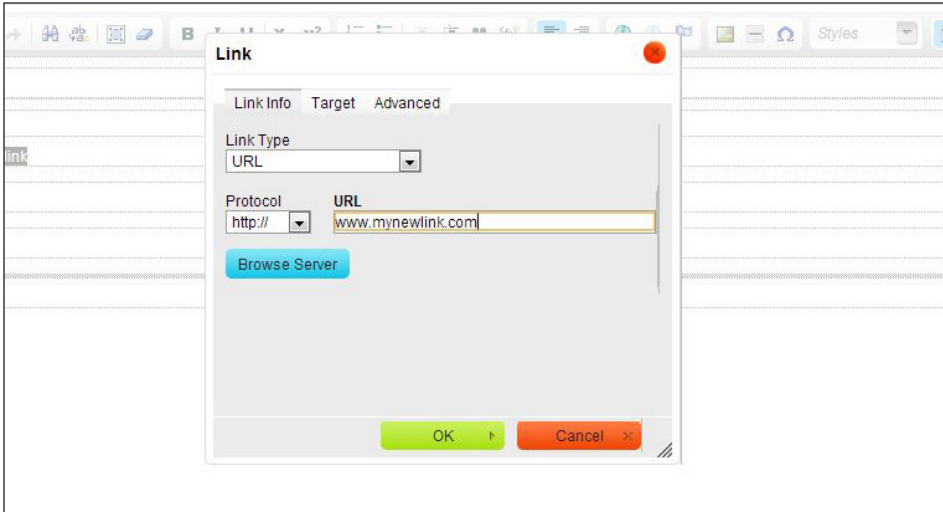 B I U
Styles
Link
Link Info Target Advanced
link
Link Type
URL
Protocol URL
http:// www.mynewlink.com
Browse Server
OK Cancel